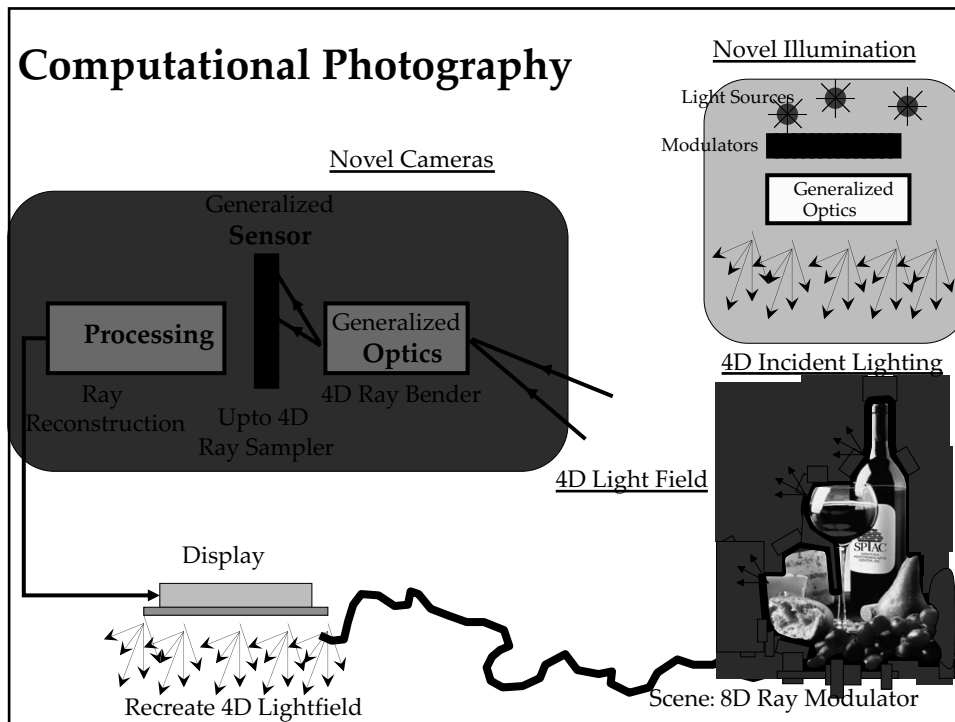 Computational Photography
Novel Illumination
Light Sources
Modulators
Generalized
Optics
4D Incident Lighting
Novel Cameras
Generalized
Sensor
Processing
Generalized
Optics
Ray
Reconstruction
Upto 4D
Ray Sampler
4D Ray Bender
4D Light Field
Display
Recreate 4D Lightfield
SPIAC
Scene: 8D Ray Modulator